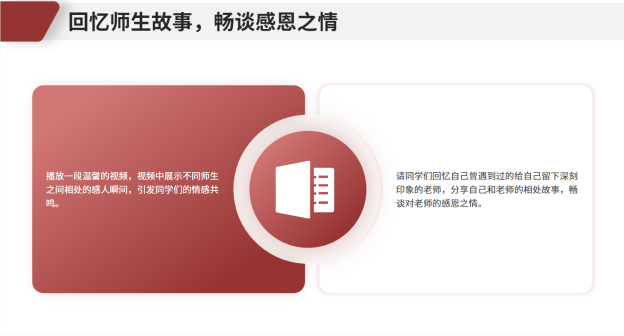 回忆师生故事，畅谈感恩之情
播放一段温馨的视频，视频中展示不同师生
之间相处的感人瞬间，引发同学们的情感共
鸣。
请同学们回忆自己曾遇到过的给自己留下深刻
印象的老师，分享自己和老师的相处故事，畅
谈对老师的感恩之情。